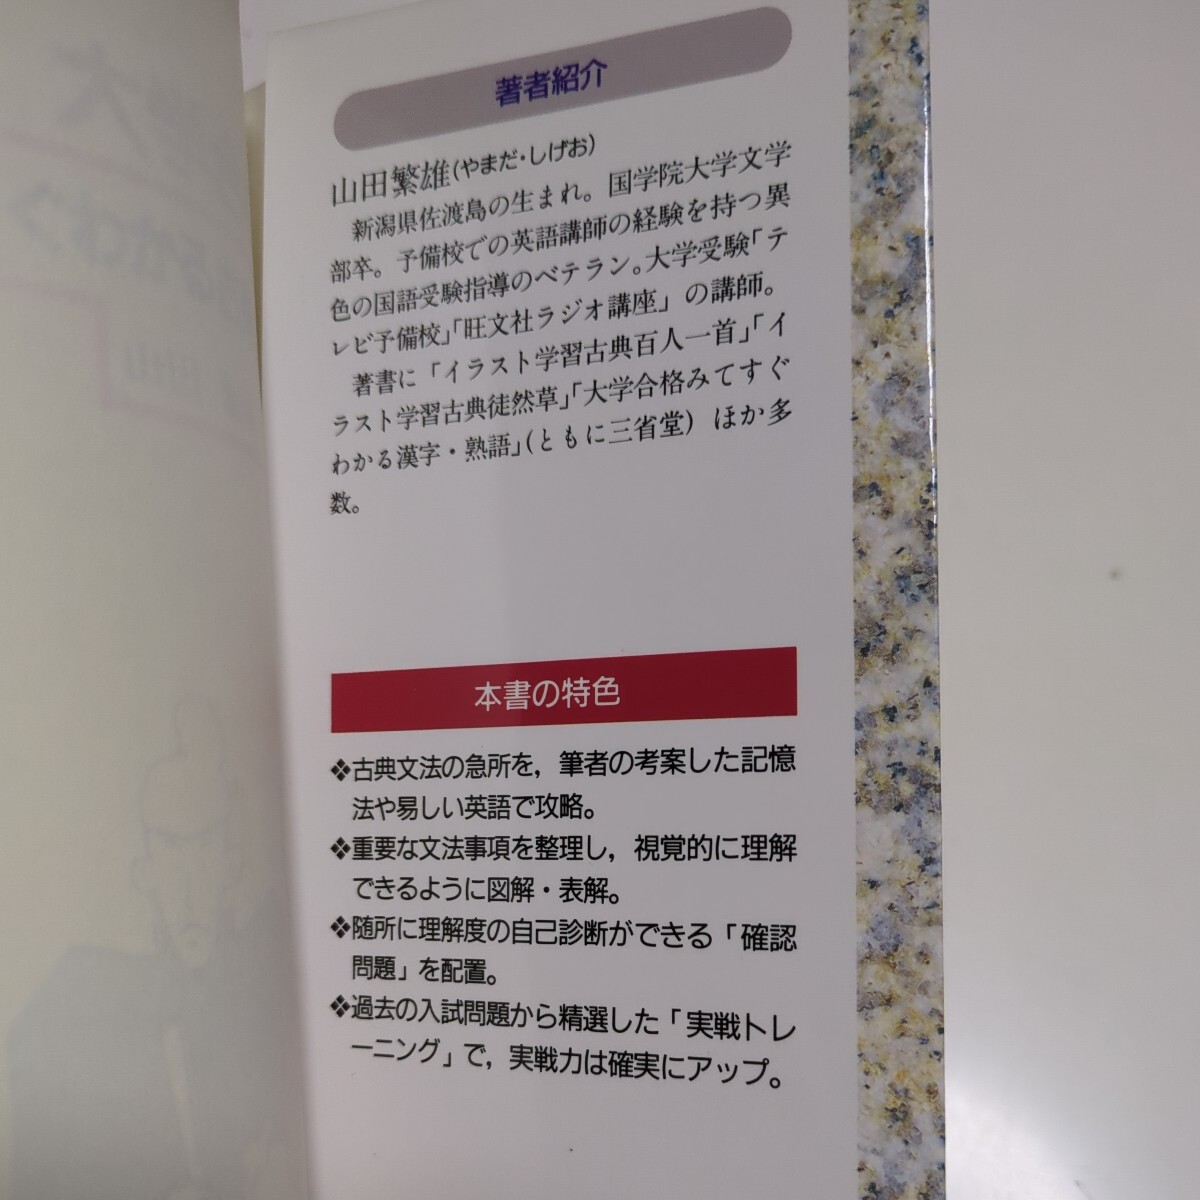 著者紹介
山田繁雄(やまだ・しげお)
新潟県佐渡島の生まれ。国学院大学文学
部卒。予備校での英語講師の経験を持つ異
色の国語受験指導のベテラン。大学受験「テ
レビ予備校」「旺文社ラジオ講座」の講師。
著書に「イラスト学習古典百人一首」「イ
ラスト学習古典徒然草」「大学合格みてすぐ
わかる漢字・熟語」(ともに三省堂) ほか多
数。
本書の特色
❖古典文法の急所を,筆者の考案した記憶
法や易しい英語で攻略。
❖重要な文法事項を整理し,視覚的に理解
できるように図解・表解。
❖随所に理解度の自己診断ができる「確認
問題」を配置。
❖過去の入試問題から精選した「実戦トレ
ーニング」で,実戦力は確実にアップ。